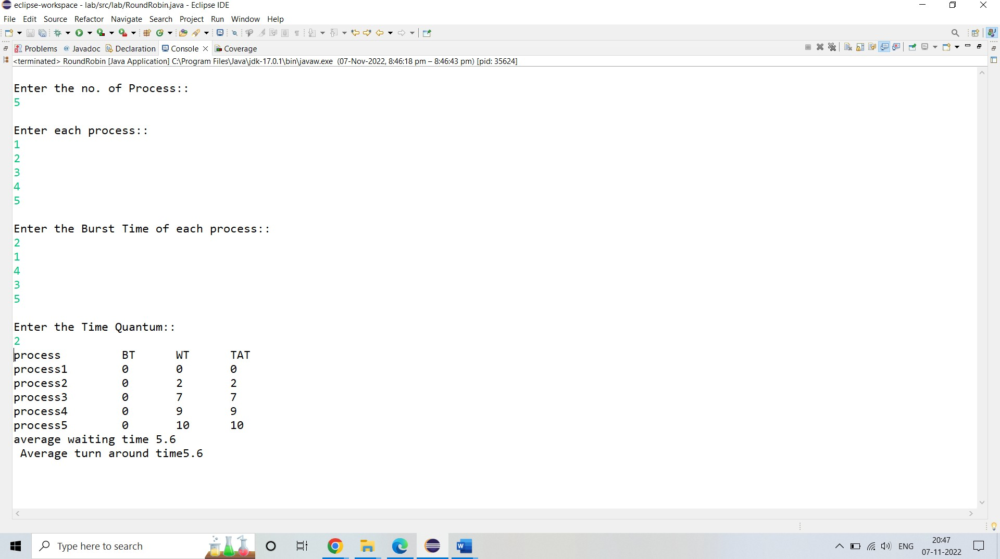 eclipse-workspace - lab/src/lab/RoundRobin.java - Eclipse IDE
File Edit Source Refactor Navigate Search Project Run Window Help
Problems @ Javadoc Declaration Console Coverage
<terminated> RoundRobin [Java Application] C:\Program Files\Java\jdk-17.0.1\bin\javaw.exe (07-Nov-2022, 8:46:18 pm – 8:46:43 pm) [pid: 35624]
Enter the no. of Process::
5
Enter each process::
1
2
3
4
5
Enter the Burst Time of each process::
2
1
4
3
5
Enter the Time Quantum::
2
process BT WT TAT
process1 0 0 0
process2 0 2 2
process3 0 7 7
process4 0 9 9
process5 0 10 10
average waiting time 5.6
Average turn around time5.6
Type here to search
ENG
20:47
07-11-2022